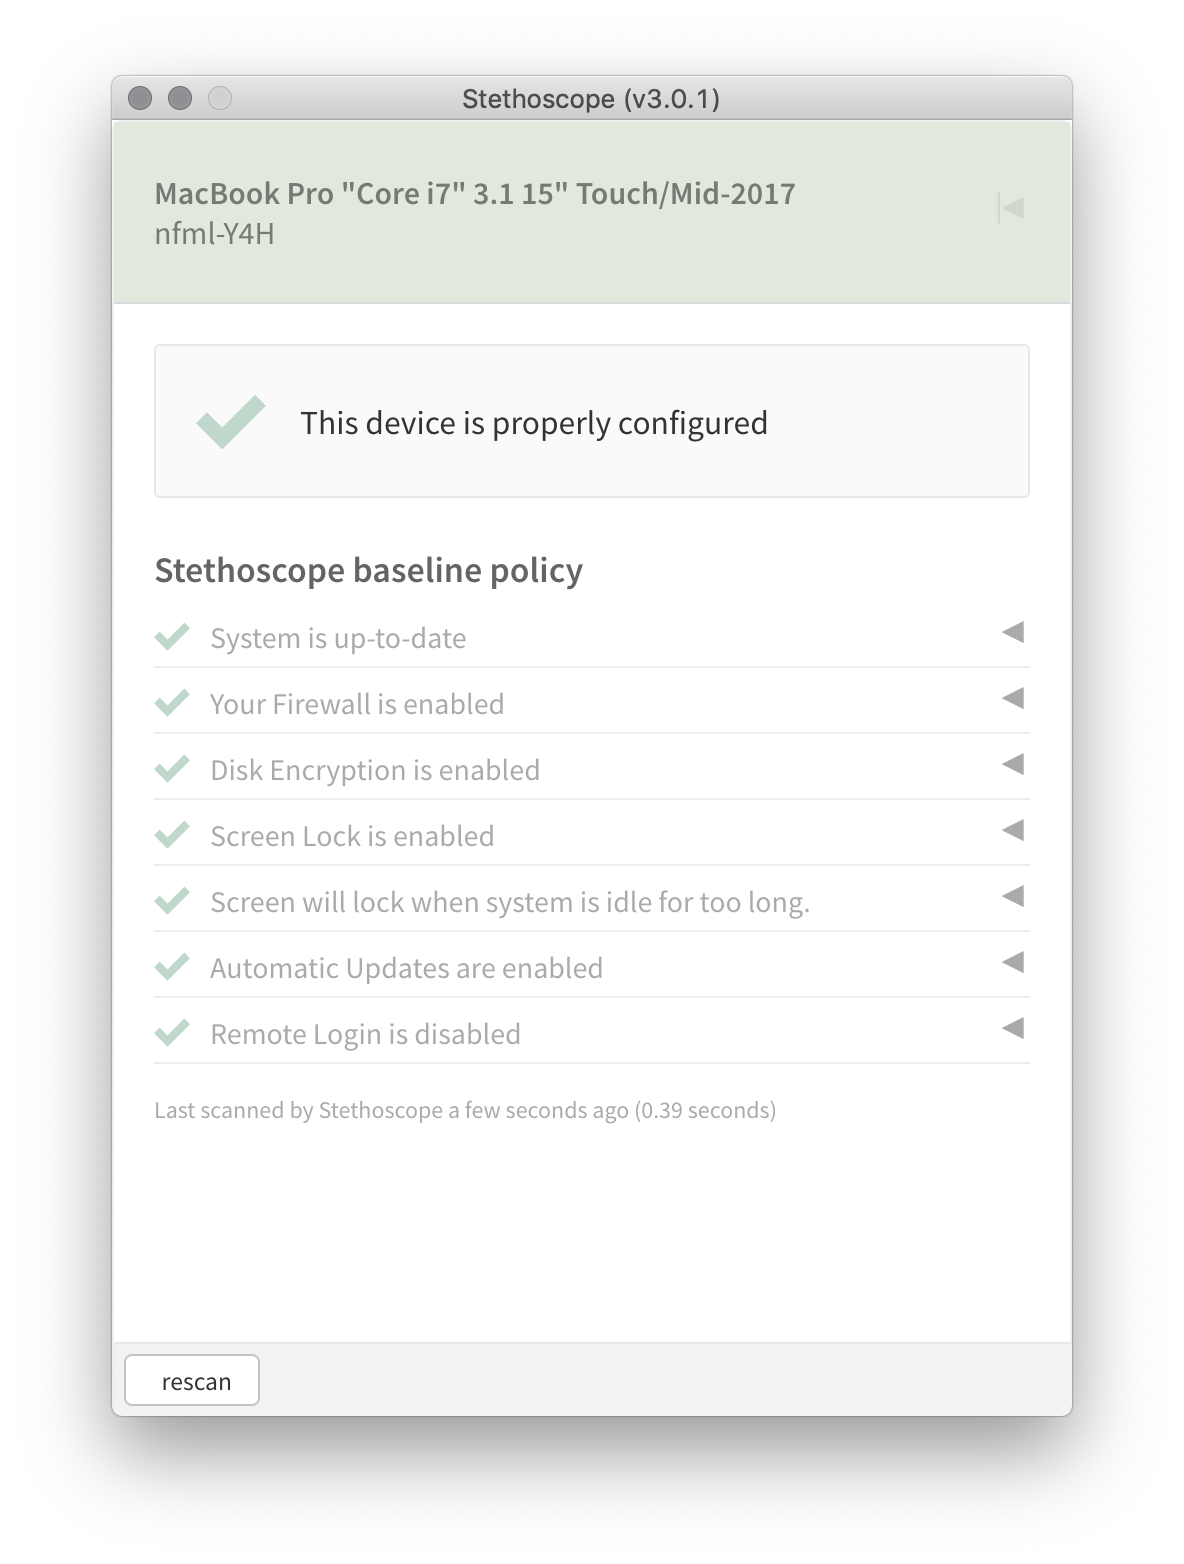 Stethoscope (v3.0.1)
MacBook Pro "Core i7" 3.1 15" Touch/Mid-2017
nfml-Y4H
This device is properly configured
Stethoscope baseline policy
System is up-to-date
Your Firewall is enabled
Disk Encryption is enabled
Screen Lock is enabled
Screen will lock when system is idle for too long.
Automatic Updates are enabled
Remote Login is disabled
Last scanned by Stethoscope a few seconds ago (0.39 seconds)
rescan